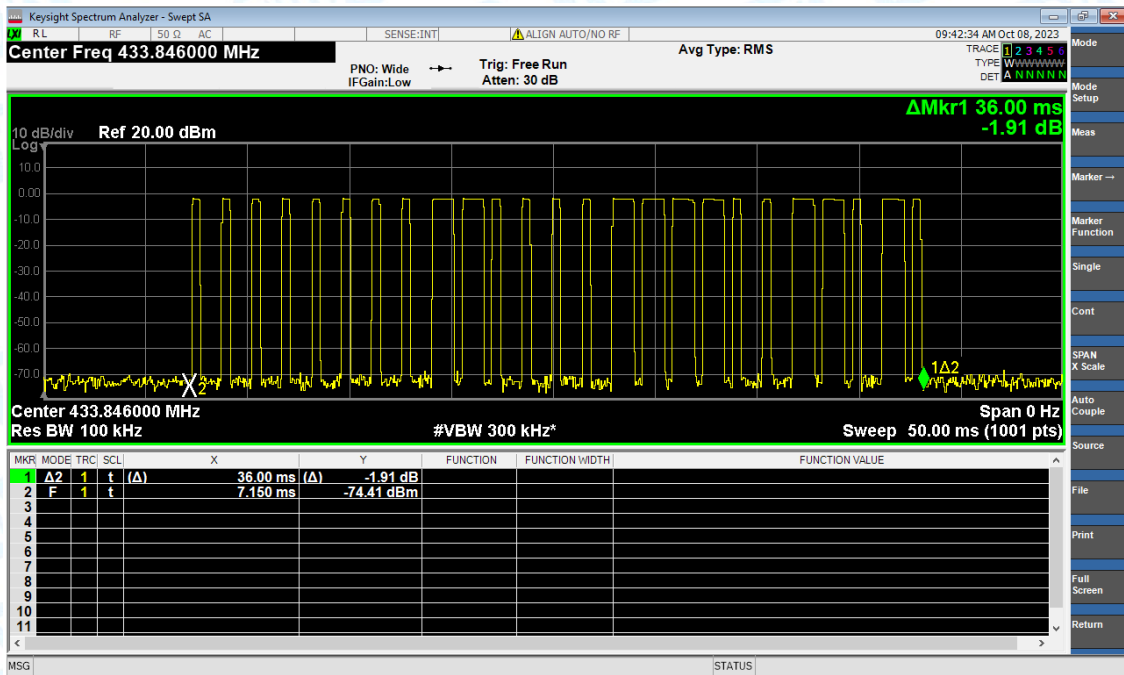 Keysight Spectrum Analyzer - Swept SA
LXI RL RF 50 Ω AC SENSE:INT ALIGN AUTO/NO RF 09:42:34 AM Oct 08, 2023
Center Freq 433.846000 MHz
Avg Type: RMS
TRACE 1 2 3 4 5 6
TYPE WWWWWW
DET A N N N N N
PNO: Wide
IFGain:Low
Trig: Free Run
Atten: 30 dB
ΔMkr1 36.00 ms
-1.91 dB
10 dB/div Ref 20.00 dBm
Log
10.0
0.00
-10.0
-20.0
-30.0
-40.0
-50.0
-60.0
-70.0
2
1Δ2
Center 433.846000 MHz Span 0 Hz
Res BW 100 kHz #VBW 300 kHz* Sweep 50.00 ms (1001 pts)
MKR MODE TRC SCL X Y FUNCTION FUNCTION WIDTH FUNCTION VALUE
1 Δ2 1 t (Δ) 36.00 ms (Δ) -1.91 dB
2 F 1 t 7.150 ms -74.41 dBm
3
4
5
6
7
8
9
10
11
MSG STATUS
Mode
Mode
Setup
Meas
Marker →
Marker
Function
Single
Cont
SPAN
X Scale
Auto
Couple
Source
File
Print
Full
Screen
Return